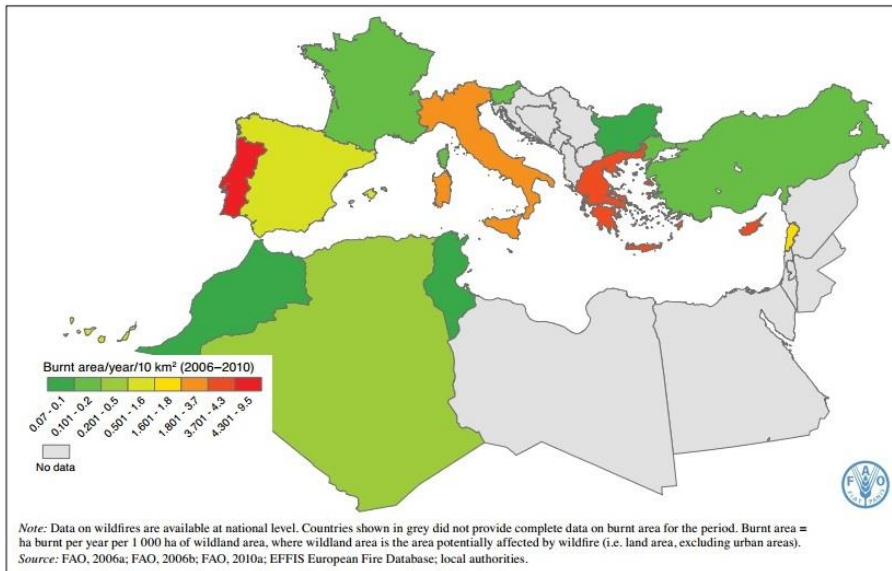 Burnt area/year/10 km² (2006–2010)
0.07 - 0.1
0.101 - 0.2
0.201 - 0.5
0.501 - 1.6
1.601 - 1.8
1.801 - 3.7
3.701 - 4.3
4.301 - 9.5
No data
F A O
FIAT PANIS
Note: Data on wildfires are available at national level. Countries shown in grey did not provide complete data on burnt area for the period. Burnt area =
ha burnt per year per 1 000 ha of wildland area, where wildland area is the area potentially affected by wildfire (i.e. land area, excluding urban areas).
Source: FAO, 2006a; FAO, 2006b; FAO, 2010a; EFFIS European Fire Database; local authorities.